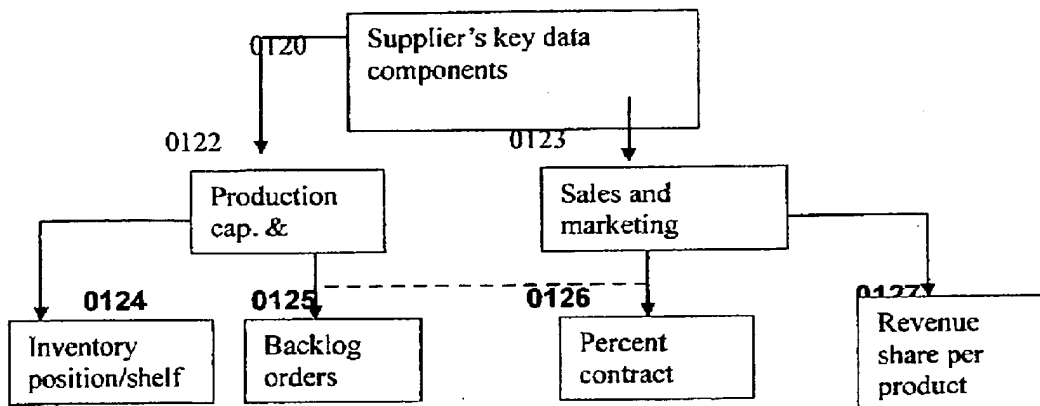 0120
Supplier's key data
components
0122
0123
Production
cap. &
Sales and
marketing
0124
0125
0126
0127
Inventory
position/shelf
Backlog
orders
Percent
contract
Revenue
share per
product